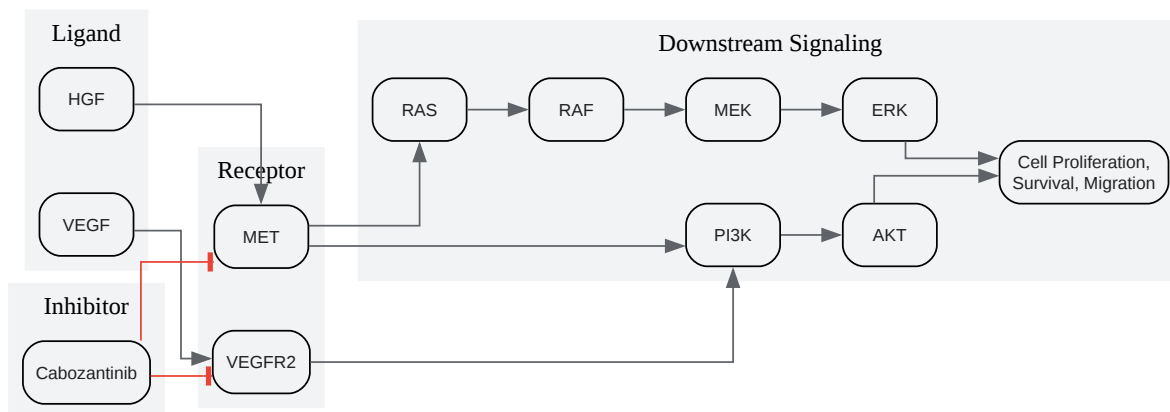 Ligand
HGF
VEGF
Inhibitor
Cabozantinib
Receptor
MET
VEGFR2
Downstream Signaling
RAS
RAF
MEK
ERK
PI3K
AKT
Cell Proliferation,
Survival, Migration